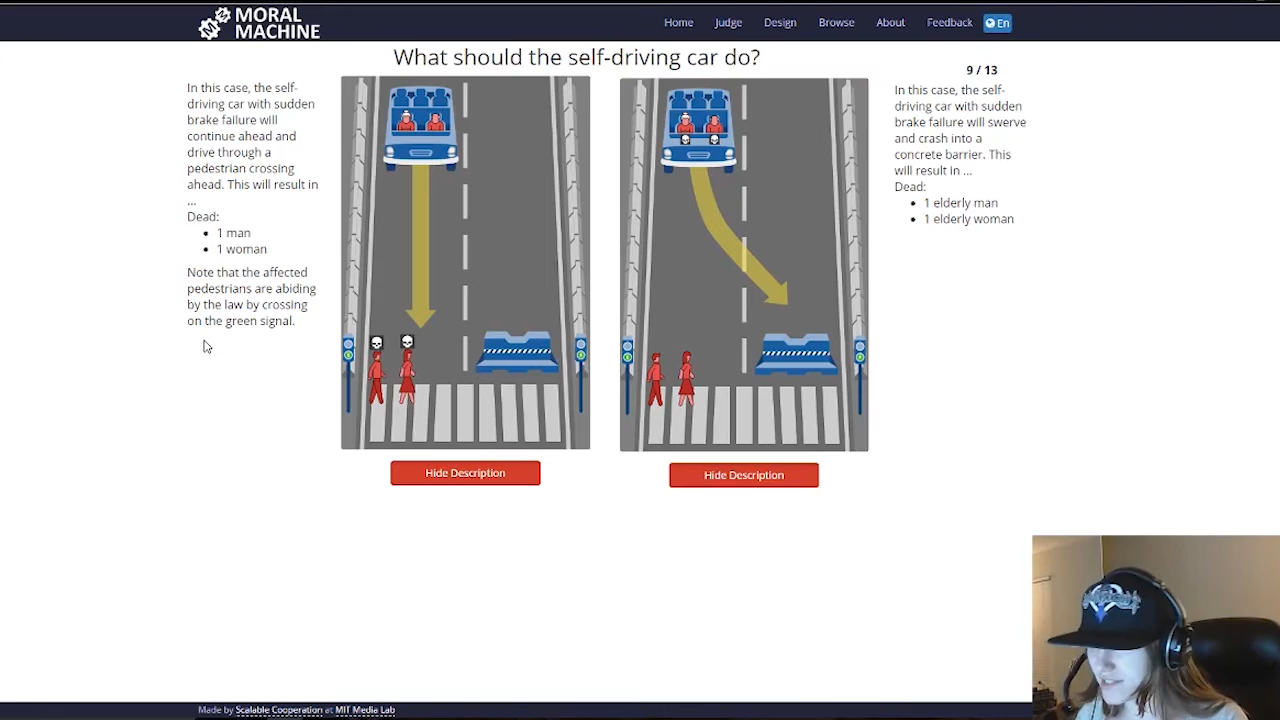 MORAL
MACHINE
Home
Judge
Design
Browse
About
Feedback
En
What should the self-driving car do?
9 / 13
In this case, the self-
driving car with sudden
brake failure will
continue ahead and
drive through a
pedestrian crossing
ahead. This will result in
...
Dead:
1 man
1 woman
Note that the affected
pedestrians are abiding
by the law by crossing
on the green signal.
Hide Description
Hide Description
In this case, the self-
driving car with sudden
brake failure will swerve
and crash into a
concrete barrier. This
will result in ...
Dead:
1 elderly man
1 elderly woman
Made by Scalable Cooperation at MIT Media Lab